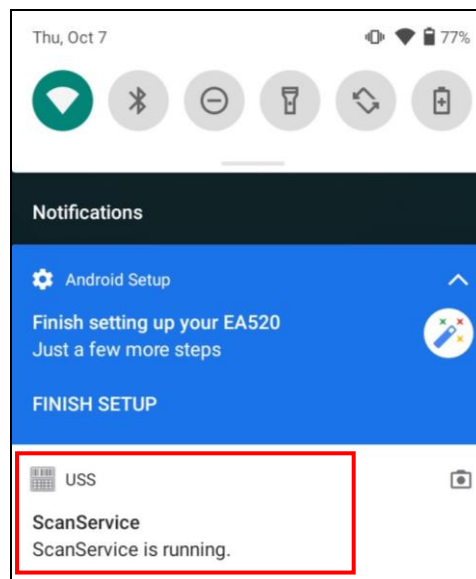 Thu, Oct 7 77%
Notifications
Android Setup
Finish setting up your EA520
Just a few more steps
FINISH SETUP
USS
ScanService
ScanService is running.